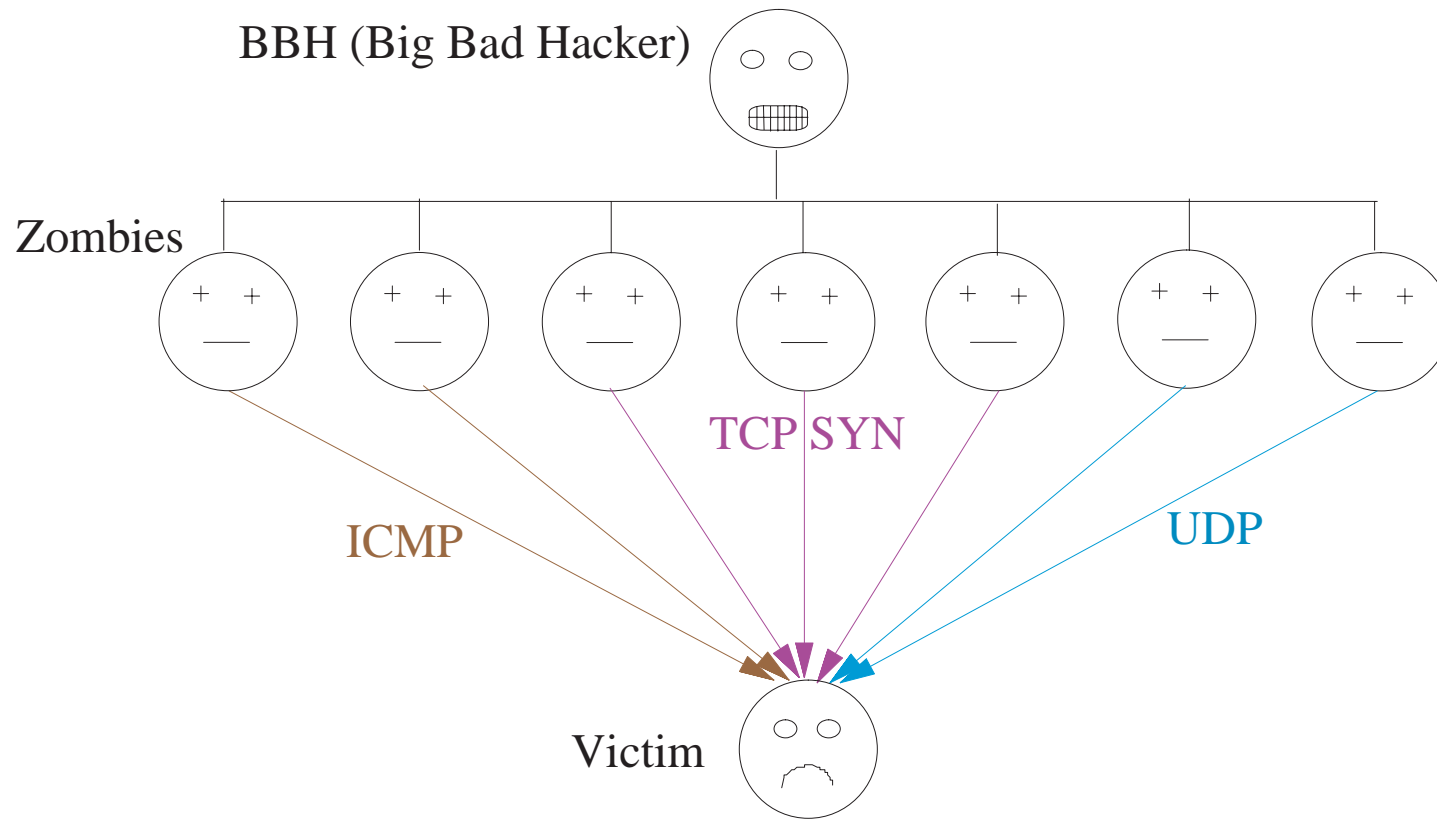 BBH (Big Bad Hacker)
Zombies
TCP SYN
ICMP
UDP
Victim